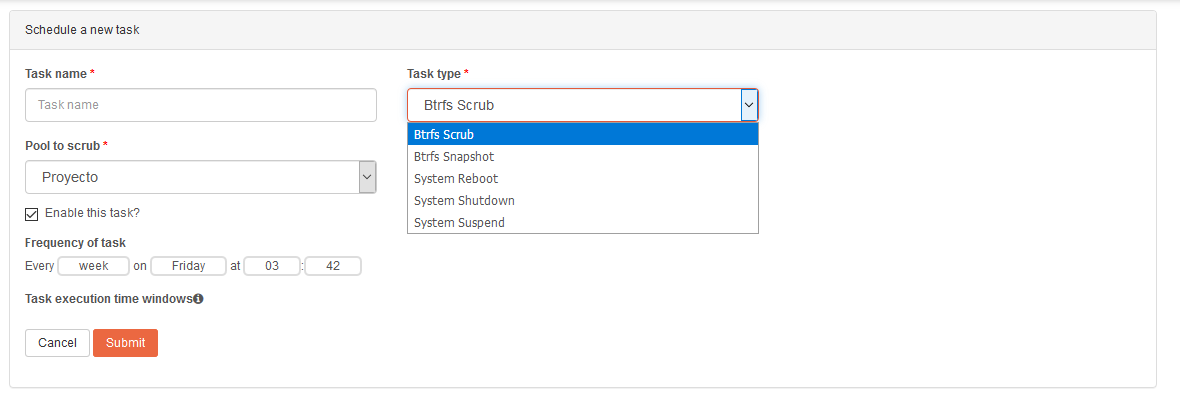 Schedule a new task
Task name *
Task name
Task type *
Btrfs Scrub
Btrfs Scrub
Btrfs Snapshot
System Reboot
System Shutdown
System Suspend
Pool to scrub *
Proyecto
Enable this task?
Frequency of task
Every week on Friday at 03 : 42
Task execution time windows
Cancel Submit